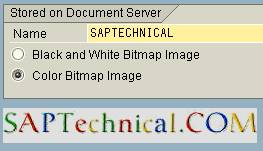 Stored on Document Server
Name SAPTECHNICAL
Black and White Bitmap Image
Color Bitmap Image
SAPTechnical.COM